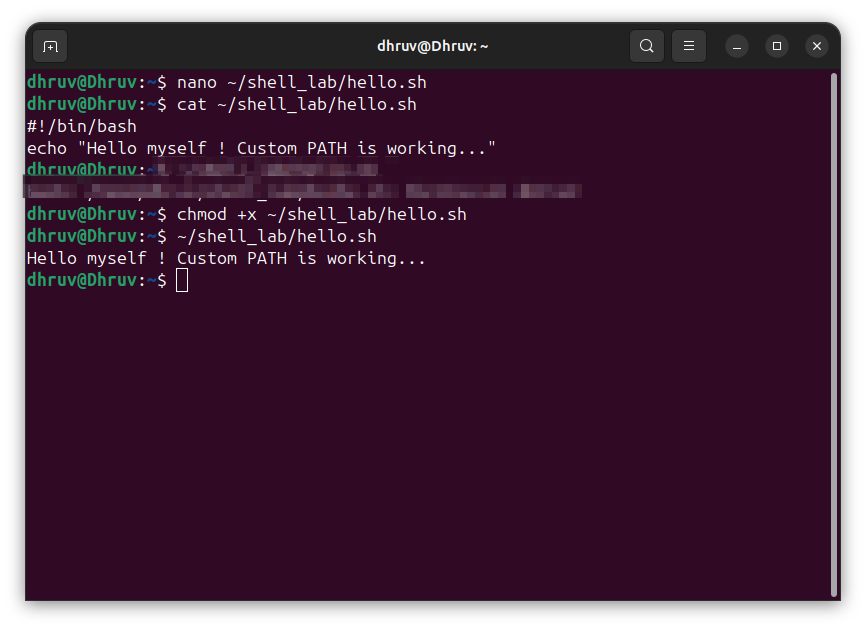 dhruv@Dhruv: ~
dhruv@Dhruv:~$ nano ~/shell_lab/hello.sh
dhruv@Dhruv:~$ cat ~/shell_lab/hello.sh
#!/bin/bash
echo "Hello myself ! Custom PATH is working..."
dhruv@Dhruv:~
dhruv@Dhruv:~$ chmod +x ~/shell_lab/hello.sh
dhruv@Dhruv:~$ ~/shell_lab/hello.sh
Hello myself ! Custom PATH is working...
dhruv@Dhruv:~$